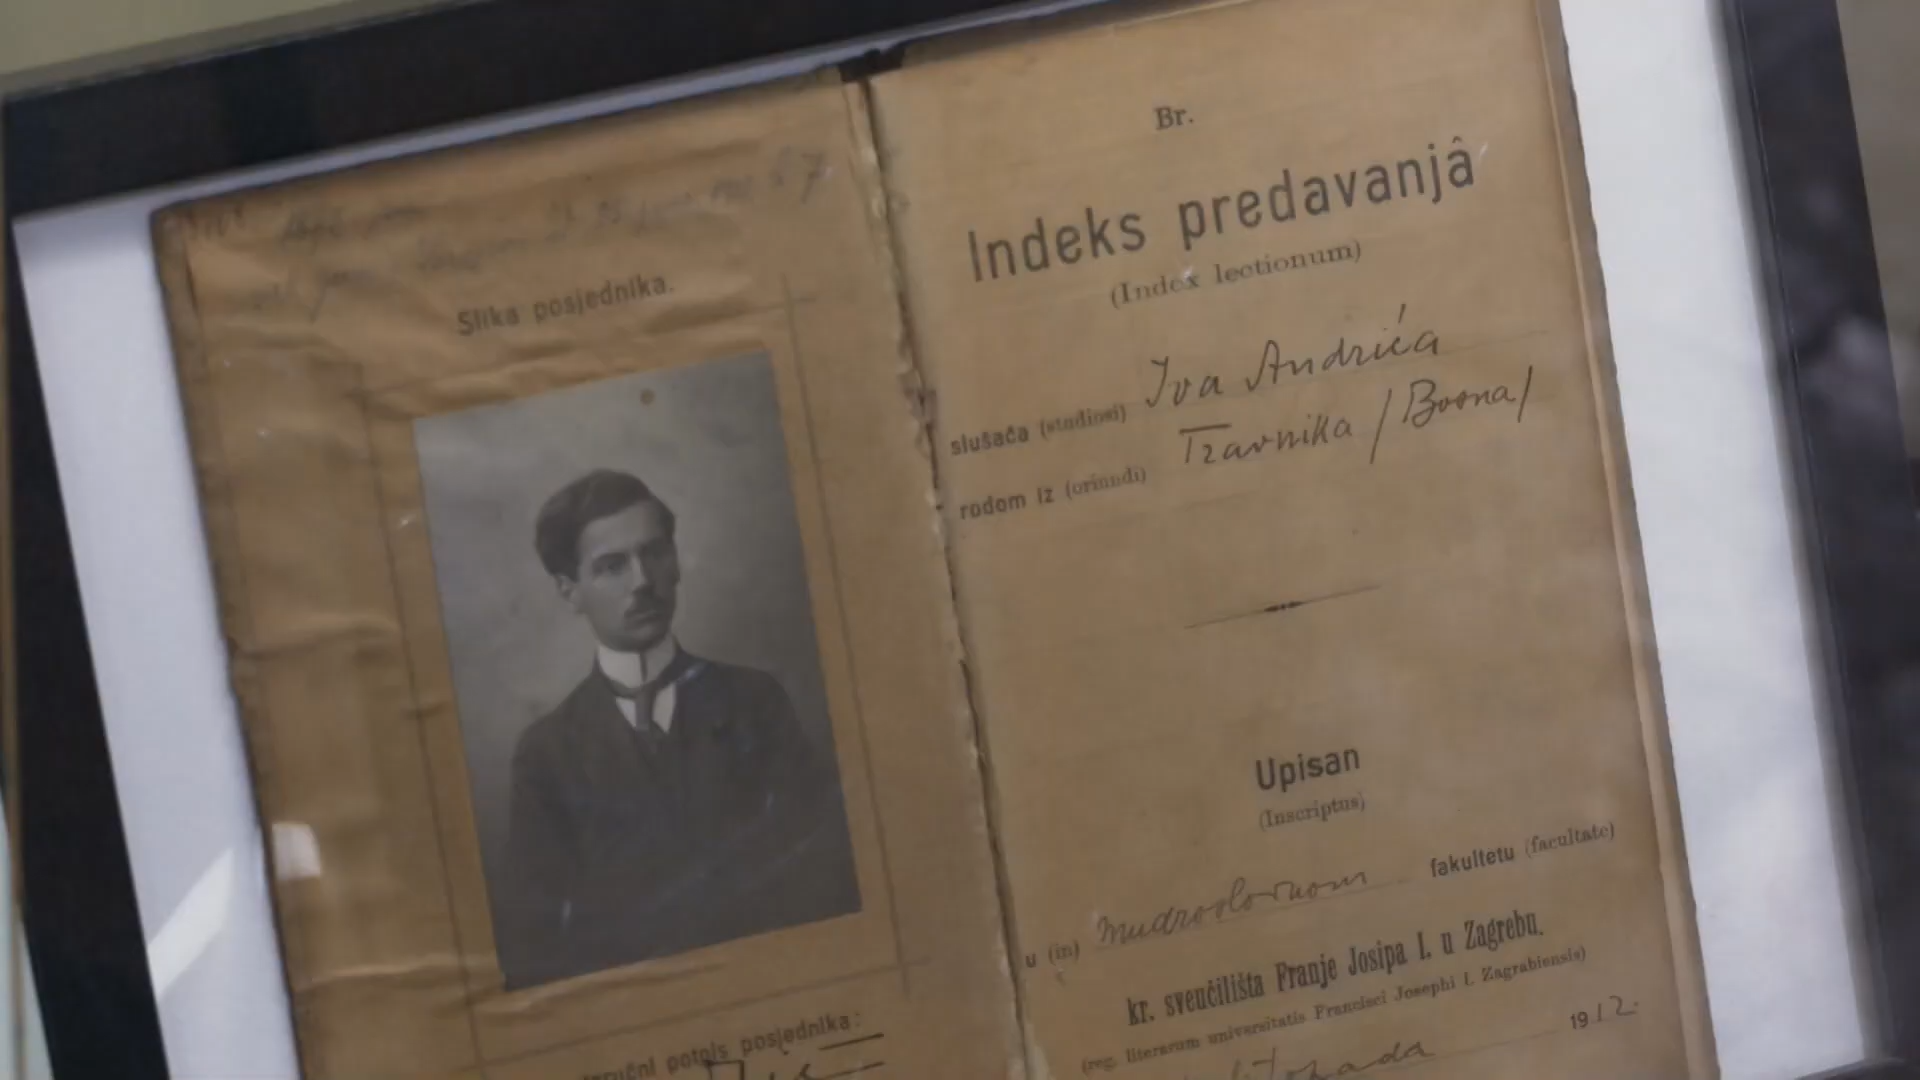 Slika posjednika.
potpis posjednika:
Br.
Indeks predavanjâ
(Index lectionum)
slušača (studiosi) Iva Andrića
rodom iz (oriundi) Travnika /Bosna/
Upisan
(Inscriptus)
u (in) mudroslovnom fakultetu (facultate)
kr. sveučilišta Franje Josipa I. u Zagrebu.
(reg. literarum universitatis Francisci Josephi I. Zagrabiensis)
1912.